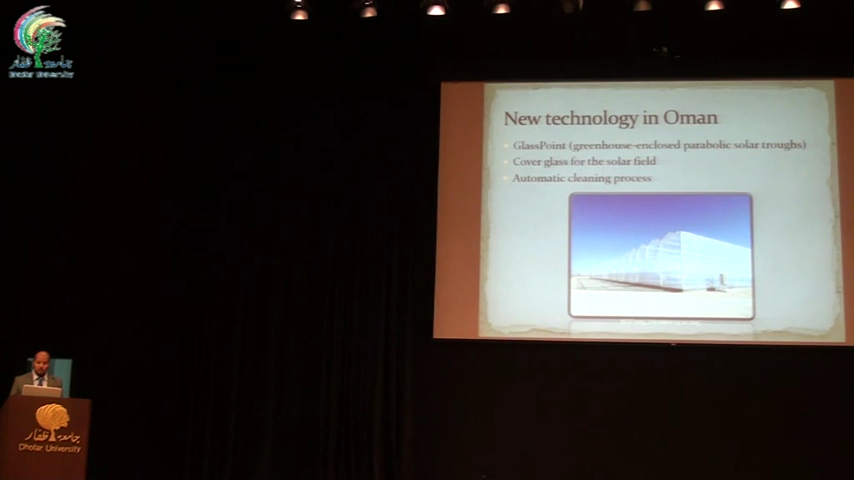 جامعة ظفار
Dhofar University
New technology in Oman
GlassPoint (greenhouse-enclosed parabolic solar troughs)
Cover glass for the solar field
Automatic cleaning process
جامعة ظفار
Dhofar University